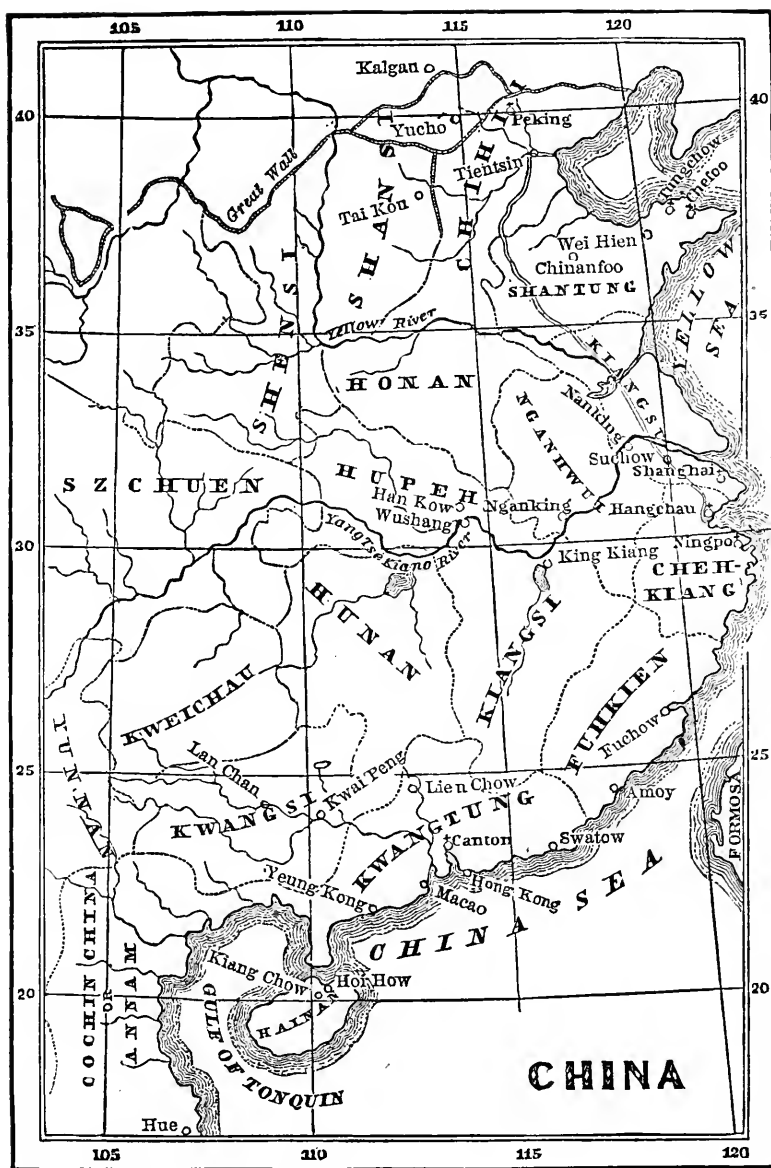 105 110 115 120
Kalgan
40 40
Yucho
Peking
CHIHLI
Tientsin
SHANSI
Great Wall
Tai Kou
Tungchow
Chefoo
Wei Hien
Chinanfoo
SHANTUNG
YELLOW
SEA
SHENSI
35 35
Yellow River
KIANGSU
HONAN
NGANHWUI
Nanking
Suchow
Shanghai
SZCHUEN
HUPEH
Han Kow
Nganking
Wushang
Hangchau
30 30
YangTseKiang River
King Kiang
Ningpo
CHEH-
KIANG
HUNAN
KIANGSI
KWEICHAU
FUHKIEN
Fuchow
YUNNAN
25 25
Lan Chan
Kwai Peng
Lien Chow
Amoy
FORMOSA
KWANGSI
KWANGTUNG
Canton
Swatow
Hong Kong
Yeung Kong
Macao
CHINA SEA
COCHIN CHINA
OR
ANNAM
Kiang Chow
Hoi How
20 20
HAINAN
GULF OF TONQUIN
CHINA
Hue
105 110 115 120